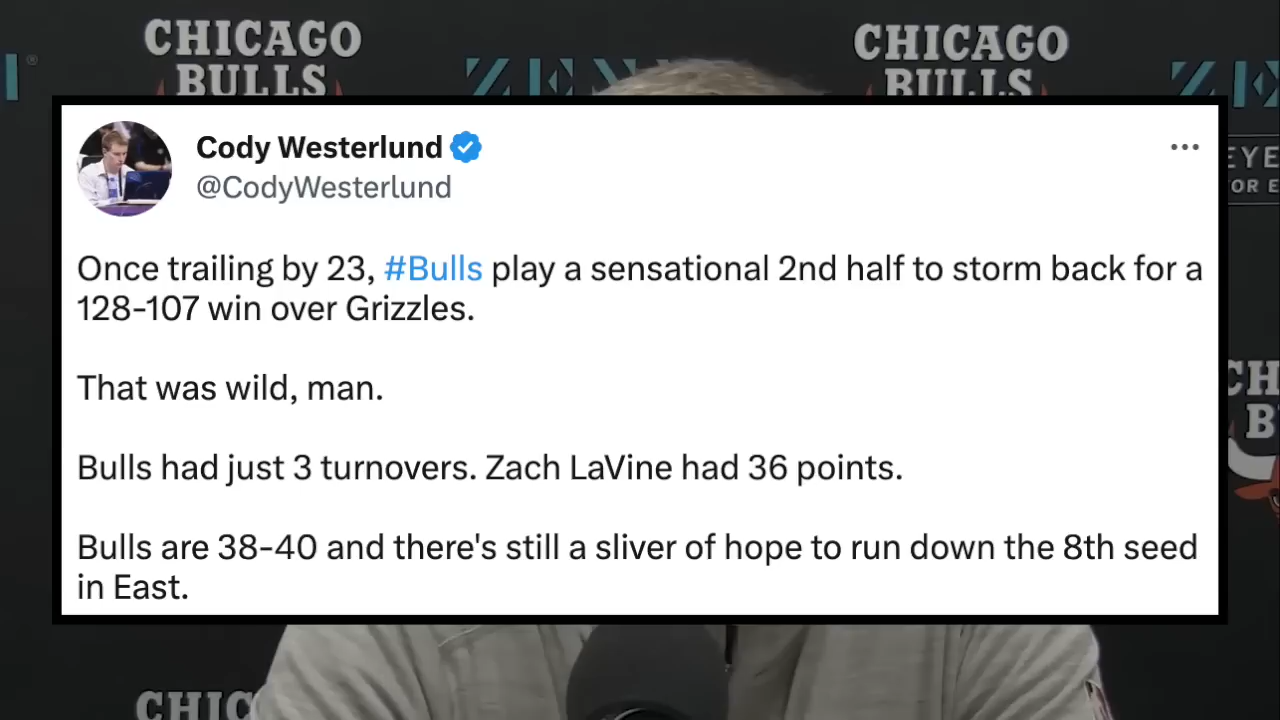 CHICAGO
BULLS
CHICAGO
BULLS
Cody Westerlund
@CodyWesterlund
Once trailing by 23, #Bulls play a sensational 2nd half to storm back for a
128-107 win over Grizzles.
That was wild, man.
Bulls had just 3 turnovers. Zach LaVine had 36 points.
Bulls are 38-40 and there's still a sliver of hope to run down the 8th seed
in East.